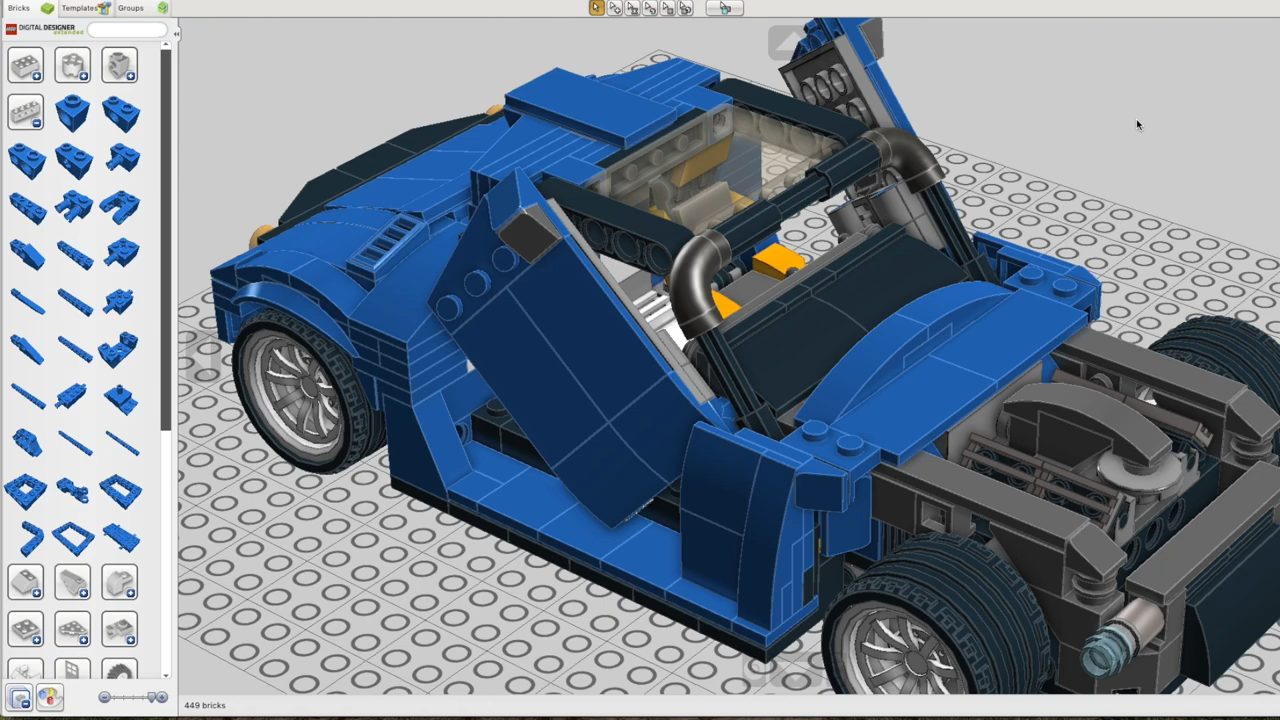 Bricks Templates Groups
LEGO DIGITAL DESIGNER
extended
449 bricks